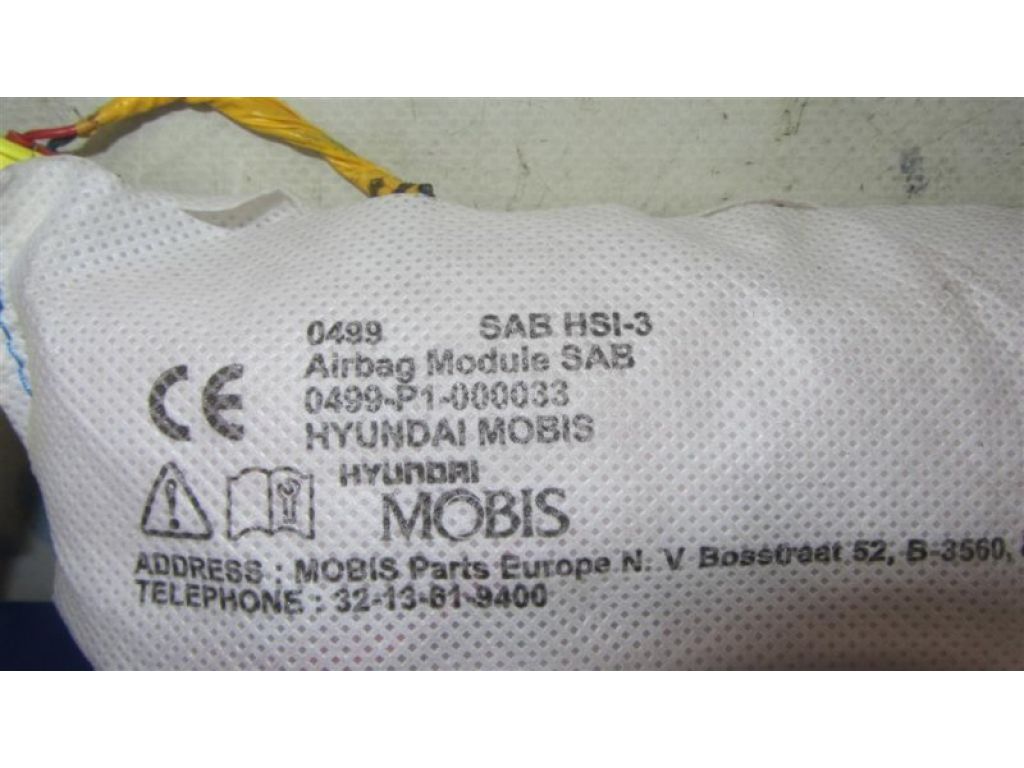 0499 SAB HSI-3
Airbag Module SAB
0499-P1-000033
CE
HYUNDAI MOBIS
HYUNDAI
MOBIS
ADDRESS : MOBIS Parts Europe N. V Bosstraat 52, B-3560,
TELEPHONE : 32-13-61-9400